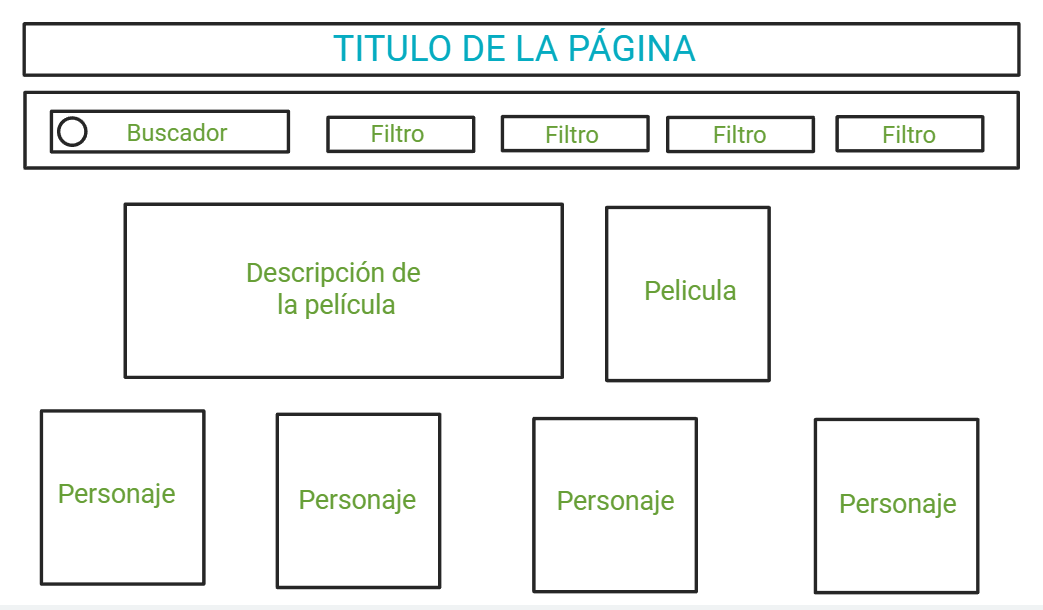 TITULO DE LA PÁGINA
Buscador
Filtro
Filtro
Filtro
Filtro
Descripción de
la película
Pelicula
Personaje
Personaje
Personaje
Personaje